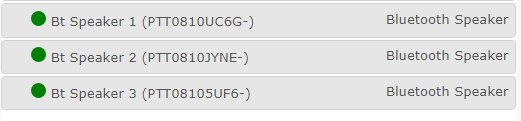 Bt Speaker 1 (PTT0810UC6G-) Bluetooth Speaker
Bt Speaker 2 (PTT0810JYNE-) Bluetooth Speaker
Bt Speaker 3 (PTT08105UF6-) Bluetooth Speaker